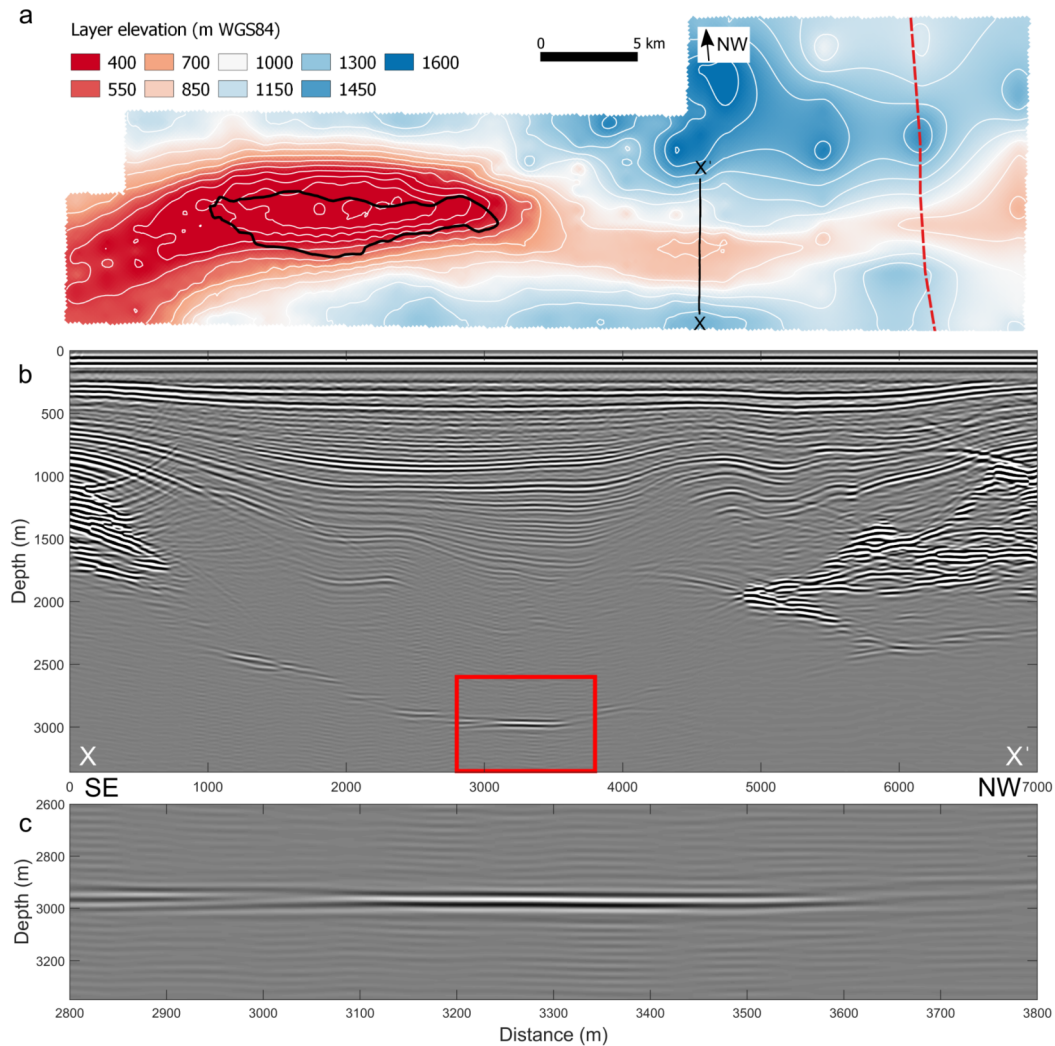 a
Layer elevation (m WGS84)
400 700 1000 1300 1600
550 850 1150 1450
0 5 km
NW
X'
X
b
0
500
1000
1500
2000
2500
3000
Depth (m)
X X'
0 SE 1000 2000 3000 4000 5000 6000 NW 7000
c
2600
2800
3000
3200
Depth (m)
2800 2900 3000 3100 3200 3300 3400 3500 3600 3700 3800
Distance (m)